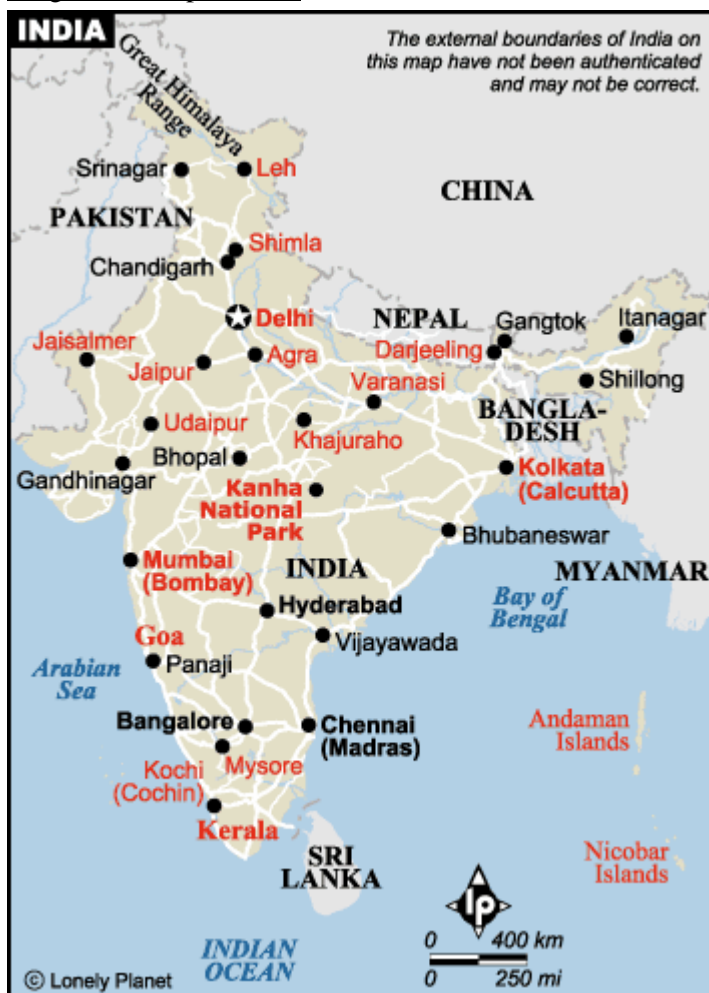 INDIA
The external boundaries of India on
this map have not been authenticated
and may not be correct.
Great Himalaya
Range
Srinagar
Leh
CHINA
PAKISTAN
Shimla
Chandigarh
Delhi
NEPAL
Gangtok
Itanagar
Jaisalmer
Jaipur
Agra
Darjeeling
Varanasi
Shillong
Udaipur
Khajuraho
BANGLA-
DESH
Bhopal
Gandhinagar
Kolkata
(Calcutta)
Kanha
National
Park
Bhubaneswar
Mumbai
(Bombay)
INDIA
MYANMAR
Hyderabad
Bay of
Bengal
Goa
Vijayawada
Arabian
Sea
Panaji
Bangalore
Chennai
(Madras)
Andaman
Islands
Kochi
(Cochin)
Mysore
Kerala
SRI
LANKA
Nicobar
Islands
lp
INDIAN
OCEAN
0 400 km
0 250 mi
© Lonely Planet